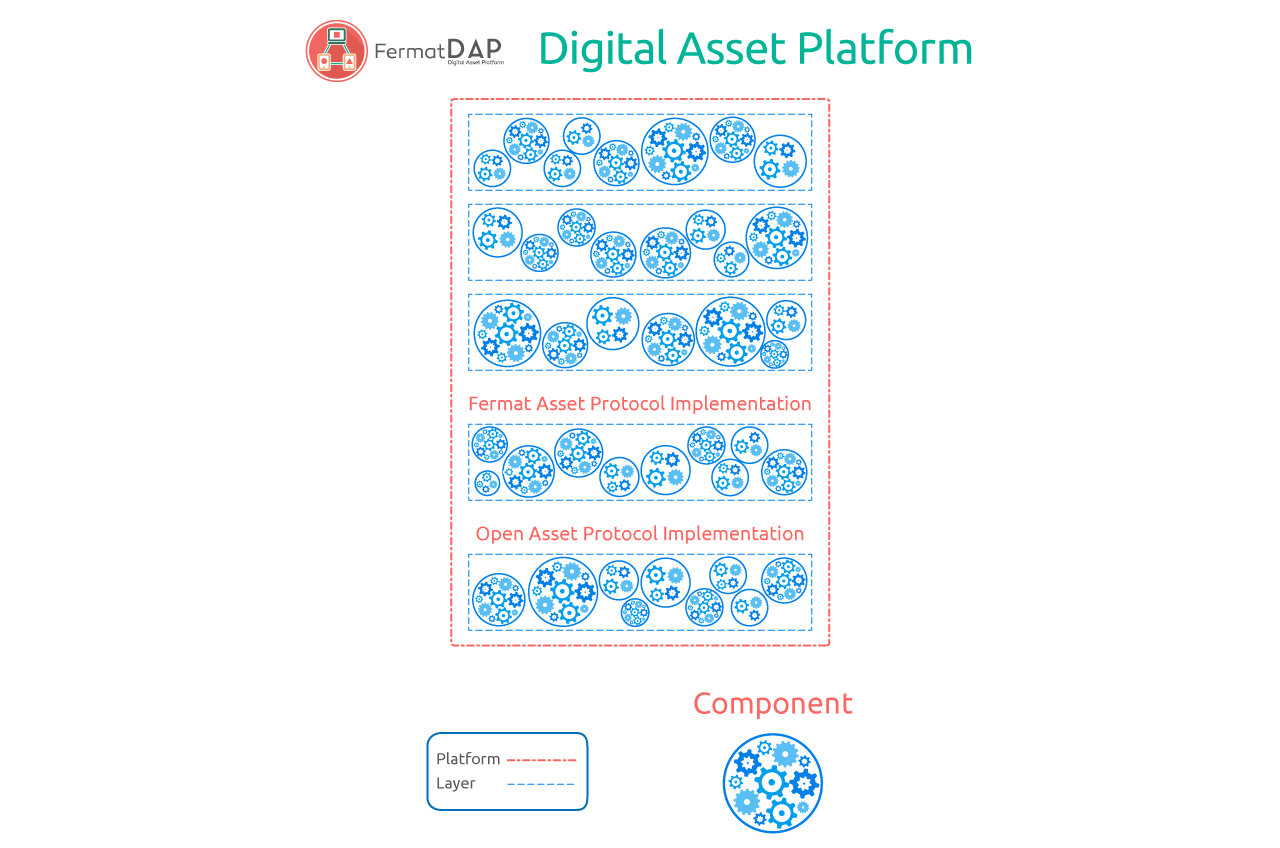 FermatDAP
Digital Asset Platform
Digital Asset Platform
Fermat Asset Protocol Implementation
Open Asset Protocol Implementation
Component
Platform
Layer